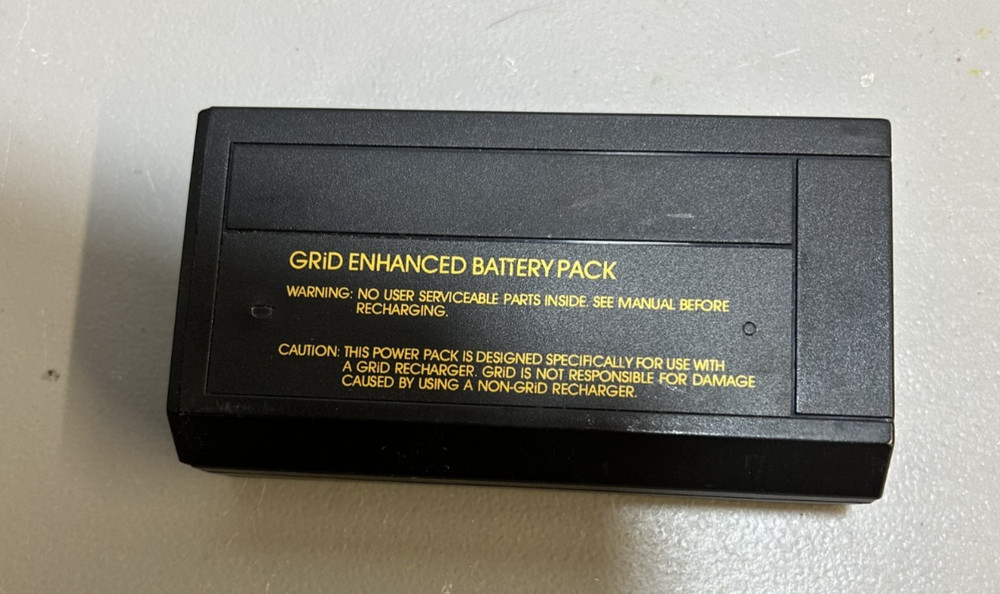 GRiD ENHANCED BATTERY PACK
WARNING: NO USER SERVICEABLE PARTS INSIDE. SEE MANUAL BEFORE
RECHARGING.
CAUTION: THIS POWER PACK IS DESIGNED SPECIFICALLY FOR USE WITH
A GRiD RECHARGER. GRiD IS NOT RESPONSIBLE FOR DAMAGE
CAUSED BY USING A NON-GRiD RECHARGER.